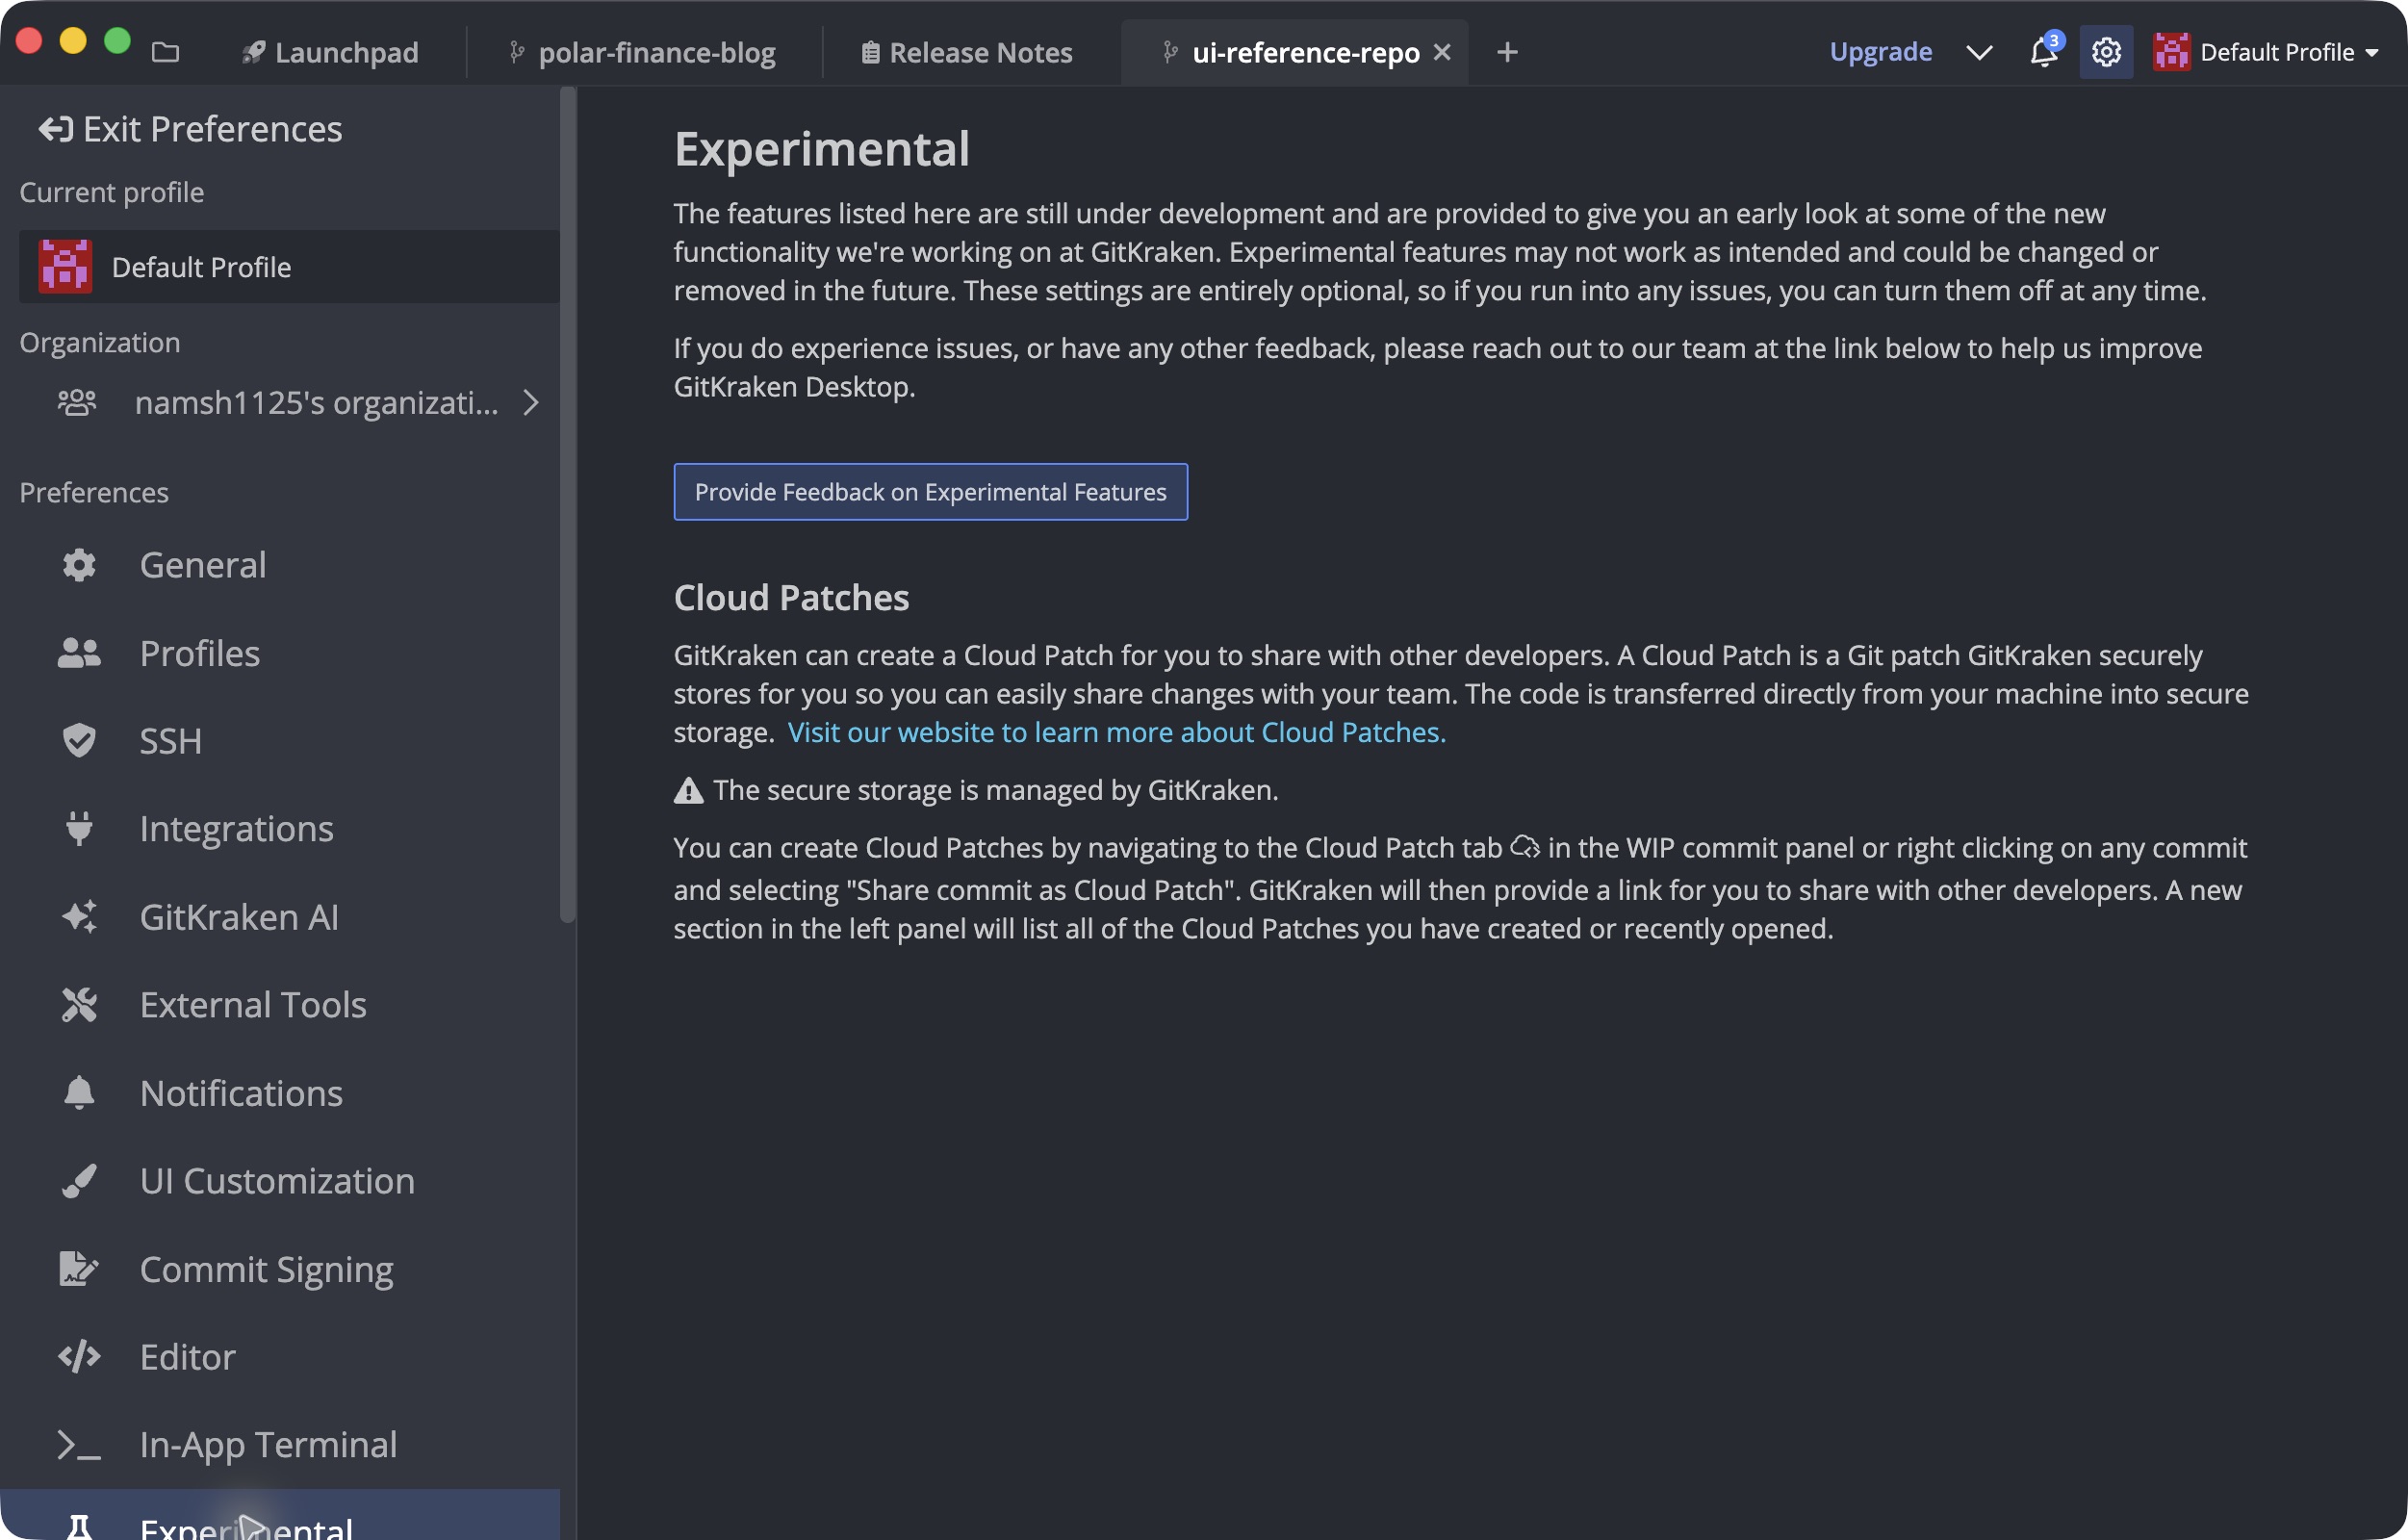 Launchpad
polar-finance-blog
Release Notes
ui-reference-repo
Upgrade
3
Default Profile
Exit Preferences
Current profile
Default Profile
Organization
namsh1125's organizati...
Preferences
General
Profiles
SSH
Integrations
GitKraken AI
External Tools
Notifications
UI Customization
Commit Signing
Editor
In-App Terminal
Experimental
Experimental
The features listed here are still under development and are provided to give you an early look at some of the new
functionality we're working on at GitKraken. Experimental features may not work as intended and could be changed or
removed in the future. These settings are entirely optional, so if you run into any issues, you can turn them off at any time.
If you do experience issues, or have any other feedback, please reach out to our team at the link below to help us improve
GitKraken Desktop.
Provide Feedback on Experimental Features
Cloud Patches
GitKraken can create a Cloud Patch for you to share with other developers. A Cloud Patch is a Git patch GitKraken securely
stores for you so you can easily share changes with your team. The code is transferred directly from your machine into secure
storage. Visit our website to learn more about Cloud Patches.
The secure storage is managed by GitKraken.
You can create Cloud Patches by navigating to the Cloud Patch tab in the WIP commit panel or right clicking on any commit
and selecting "Share commit as Cloud Patch". GitKraken will then provide a link for you to share with other developers. A new
section in the left panel will list all of the Cloud Patches you have created or recently opened.